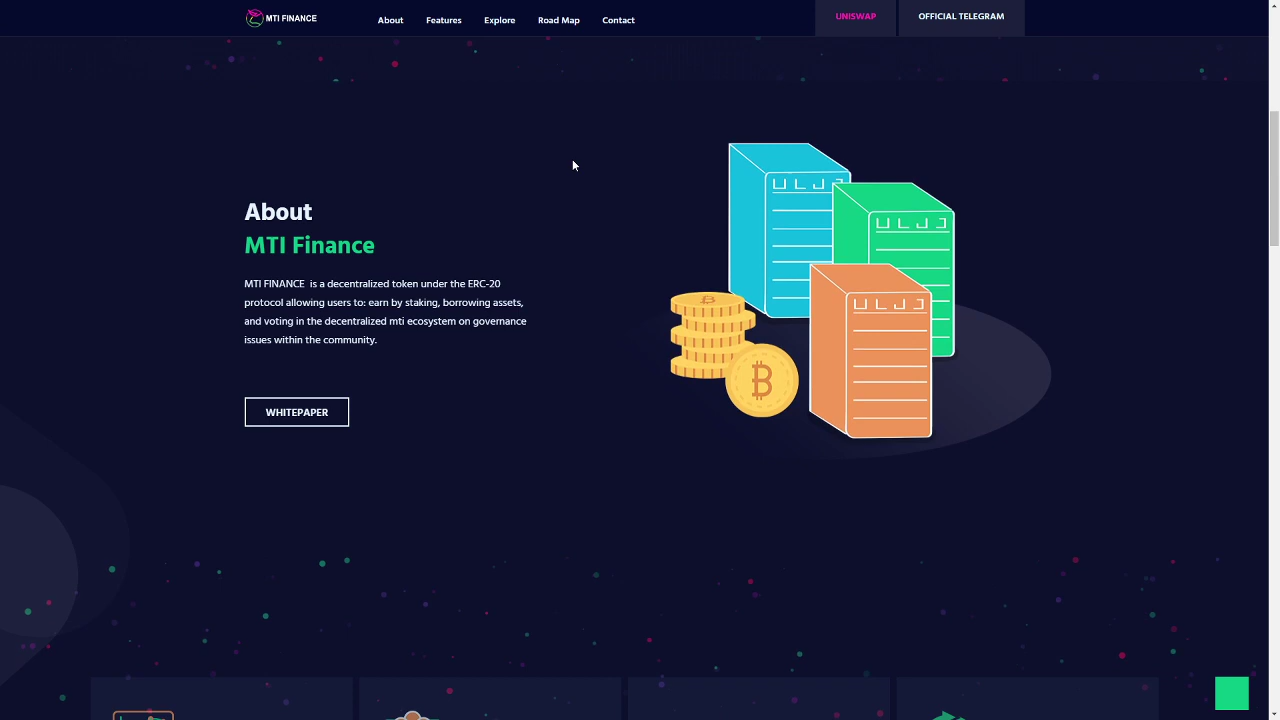 MTI FINANCE
About
Features
Explore
Road Map
Contact
UNISWAP
OFFICIAL TELEGRAM
About
MTI Finance
MTI FINANCE is a decentralized token under the ERC-20
protocol allowing users to: earn by staking, borrowing assets,
and voting in the decentralized mti ecosystem on governance
issues within the community.
WHITEPAPER